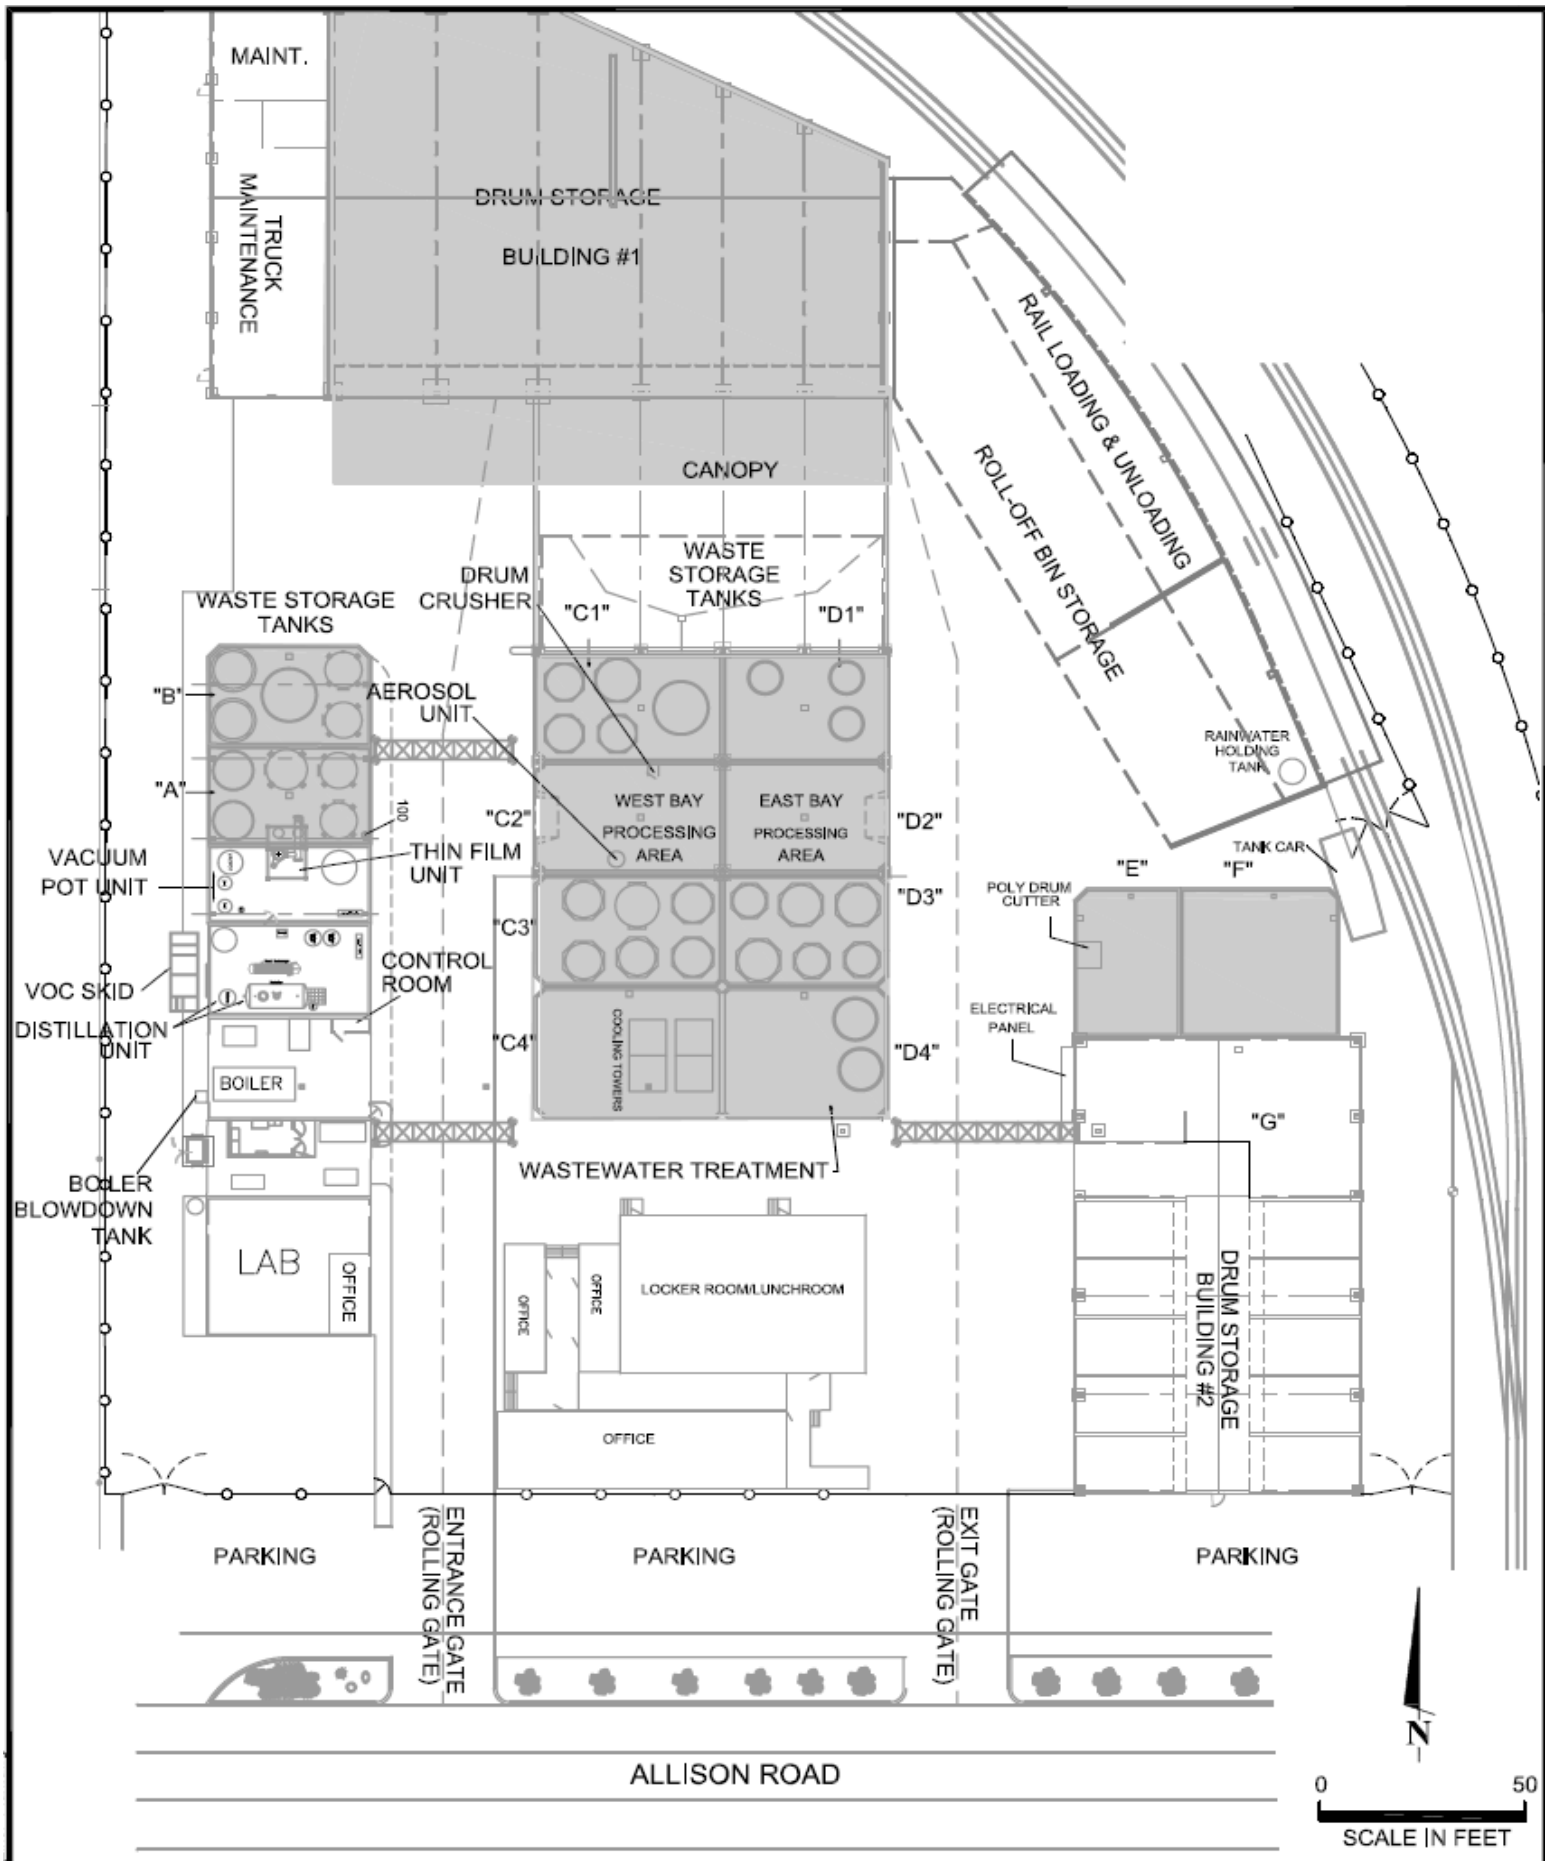 MAINT.
TRUCK
MAINTENANCE
DRUM STORAGE
BUILDING #1
CANOPY
RAIL LOADING & UNLOADING
ROLL-OFF BIN STORAGE
WASTE
STORAGE
TANKS
DRUM
CRUSHER
"C1"
"D1"
WASTE STORAGE
TANKS
"B"
AEROSOL
UNIT
"A"
100
RAINWATER
HOLDING
TANK
WEST BAY
PROCESSING
AREA
EAST BAY
PROCESSING
AREA
"C2"
"D2"
VACUUM
POT UNIT
THIN FILM
UNIT
TANK CAR
"E"
"F"
POLY DRUM
CUTTER
"C3"
"D3"
VOC SKID
CONTROL
ROOM
DISTILLATION
UNIT
ELECTRICAL
PANEL
"C4"
COOLING TOWERS
"D4"
BOILER
"G"
BOILER
BLOWDOWN
TANK
WASTEWATER TREATMENT
LAB
OFFICE
OFFICE
OFFICE
LOCKER ROOM/LUNCHROOM
DRUM STORAGE
BUILDING #2
OFFICE
PARKING
ENTRANCE GATE
(ROLLING GATE)
PARKING
EXIT GATE
(ROLLING GATE)
PARKING
ALLISON ROAD
N
0 50
SCALE IN FEET